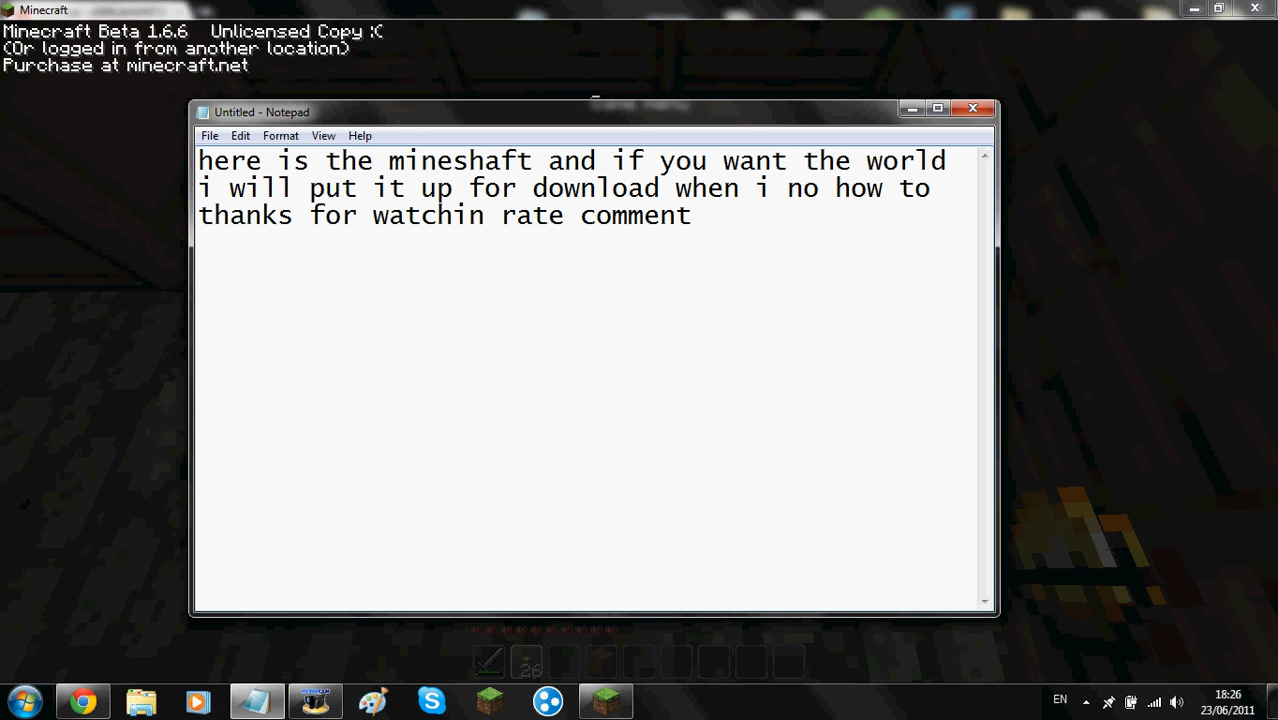 Minecraft
Minecraft Beta 1.6.6 Unlicensed Copy :(
(Or logged in from another location)
Purchase at minecraft.net
Untitled - Notepad
File Edit Format View Help
here is the mineshaft and if you want the world
i will put it up for download when i no how to
thanks for watchin rate comment
26
EN
18:26
23/06/2011